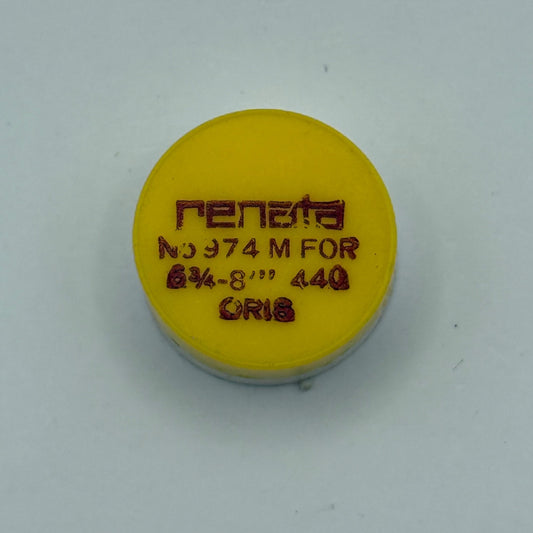 renata
No 974 M FOR
6¾-8''' 440
ORIS